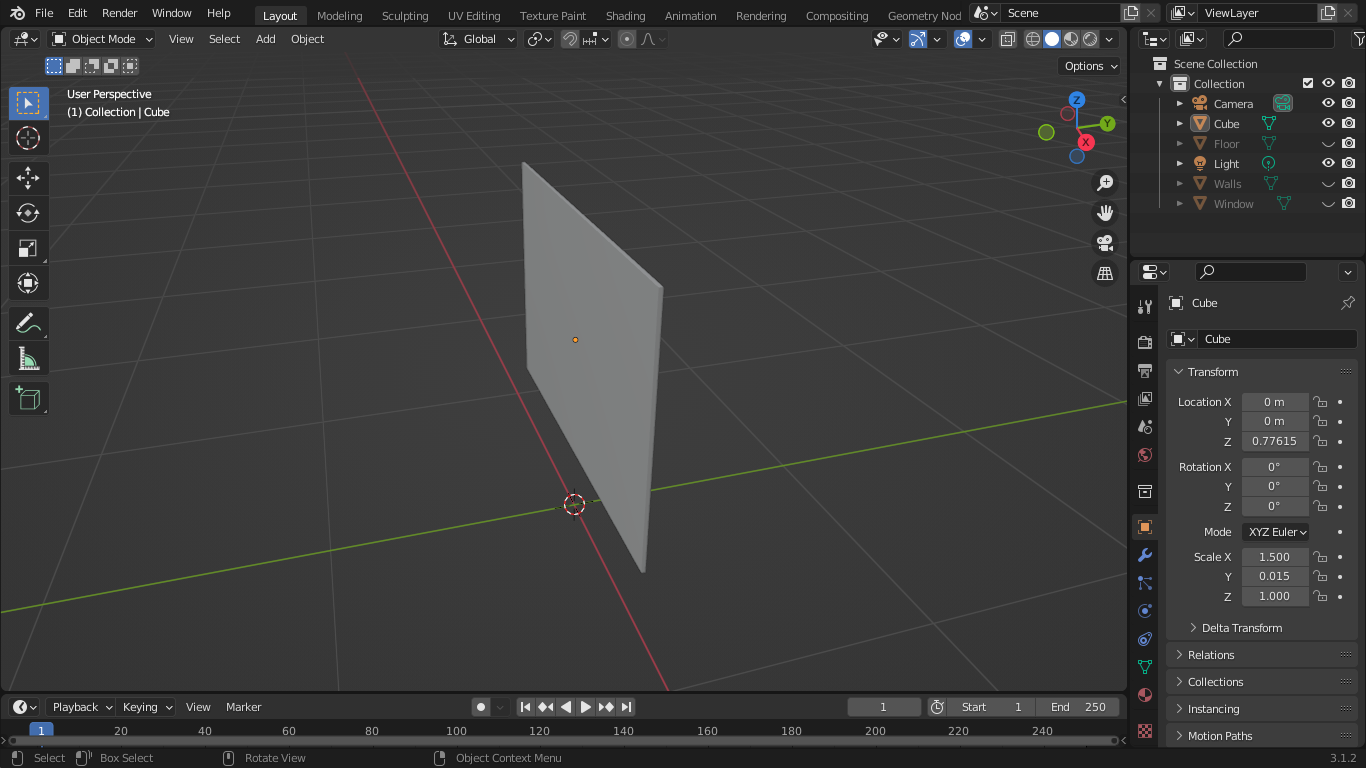 File Edit Render Window Help Layout Modeling Sculpting UV Editing Texture Paint Shading Animation Rendering Compositing Geometry Nod Scene ViewLayer
Object Mode View Select Add Object Global
Options
User Perspective
(1) Collection | Cube
Z
Y
X
Scene Collection
Collection
Camera
Cube
Floor
Light
Walls
Window
Cube
Cube
Transform
Location X 0 m
Y 0 m
Z 0.77615
Rotation X 0°
Y 0°
Z 0°
Mode XYZ Euler
Scale X 1.500
Y 0.015
Z 1.000
Delta Transform
Relations
Collections
Instancing
Motion Paths
Playback Keying View Marker 1 Start 1 End 250
1 20 40 60 80 100 120 140 160 180 200 220 240
Select Box Select Rotate View Object Context Menu 3.1.2